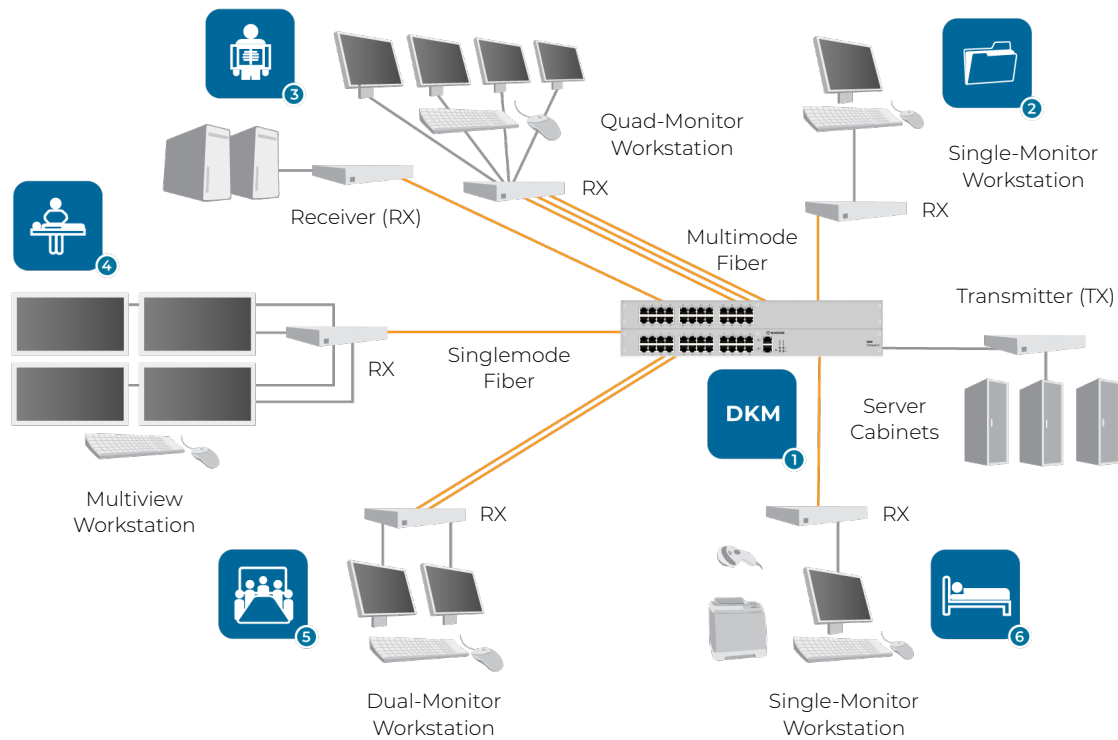 3
Quad-Monitor
Workstation
2
Single-Monitor
Workstation
RX
RX
Receiver (RX)
4
Multimode
Fiber
Transmitter (TX)
Singlemode
Fiber
RX
DKM
1
Server
Cabinets
Multiview
Workstation
RX
RX
5
6
Dual-Monitor
Workstation
Single-Monitor
Workstation